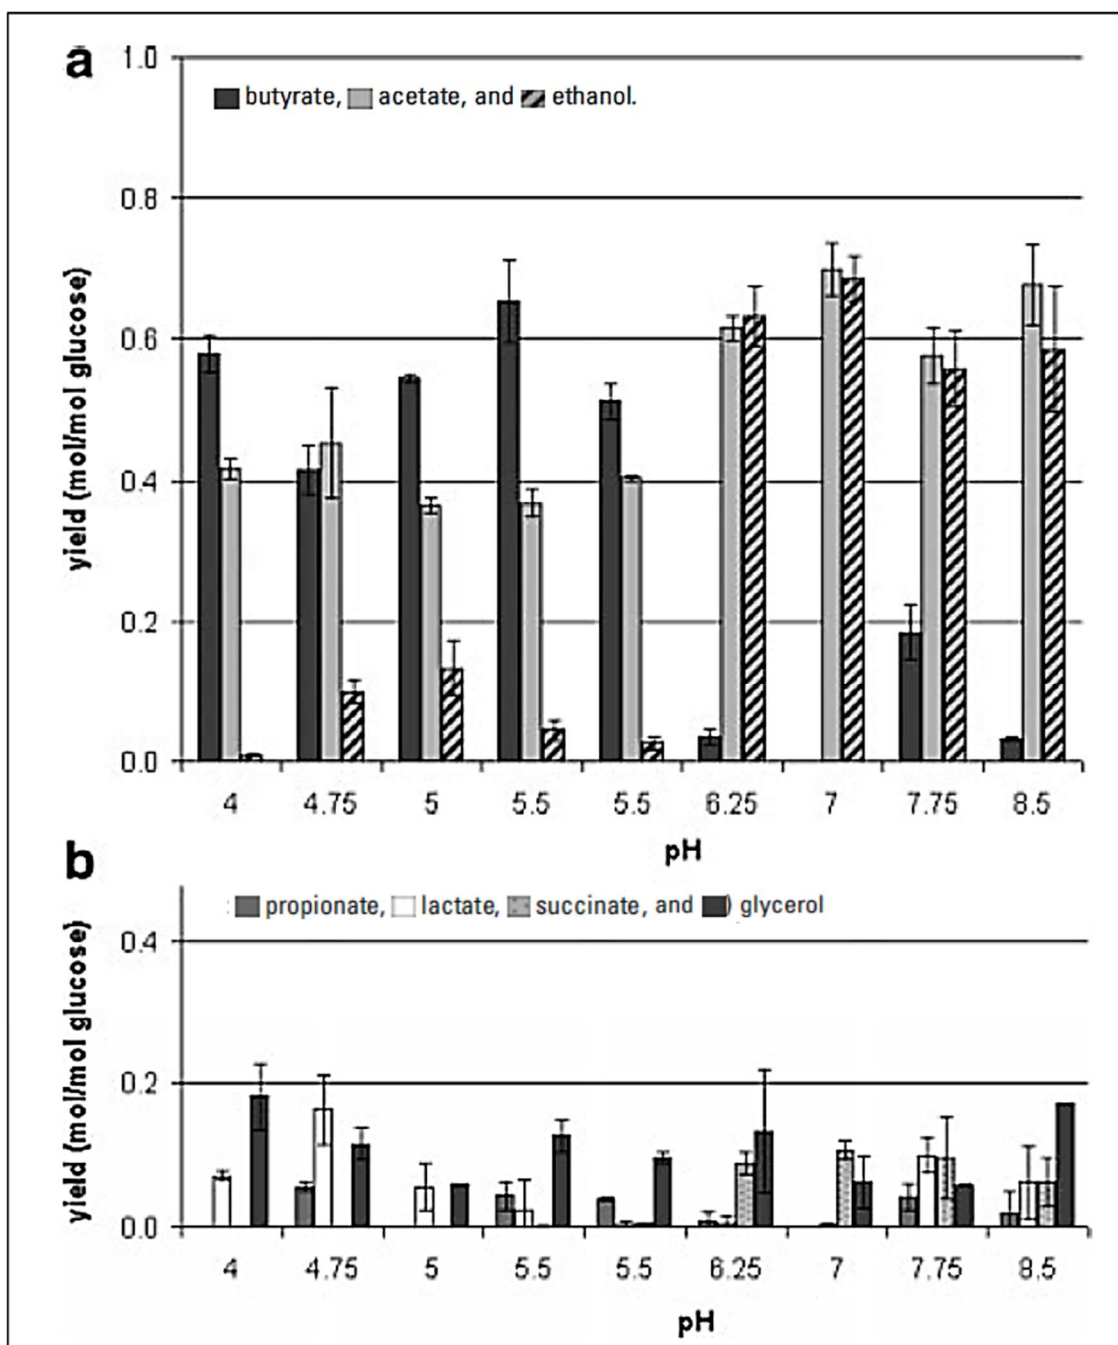 a
1.0
butyrate, acetate, and ethanol.
0.8
0.6
0.4
0.2
0.0
yield (mol/mol glucose)
4 4.75 5 5.5 5.5 6.25 7 7.75 8.5
pH
b
: propionate, lactate, succinate, and ) glycerol
0.4
0.2
0.0
yield (mol/mol glucose)
4 4.75 5 5.5 5.5 6.25 7 7.75 8.5
pH